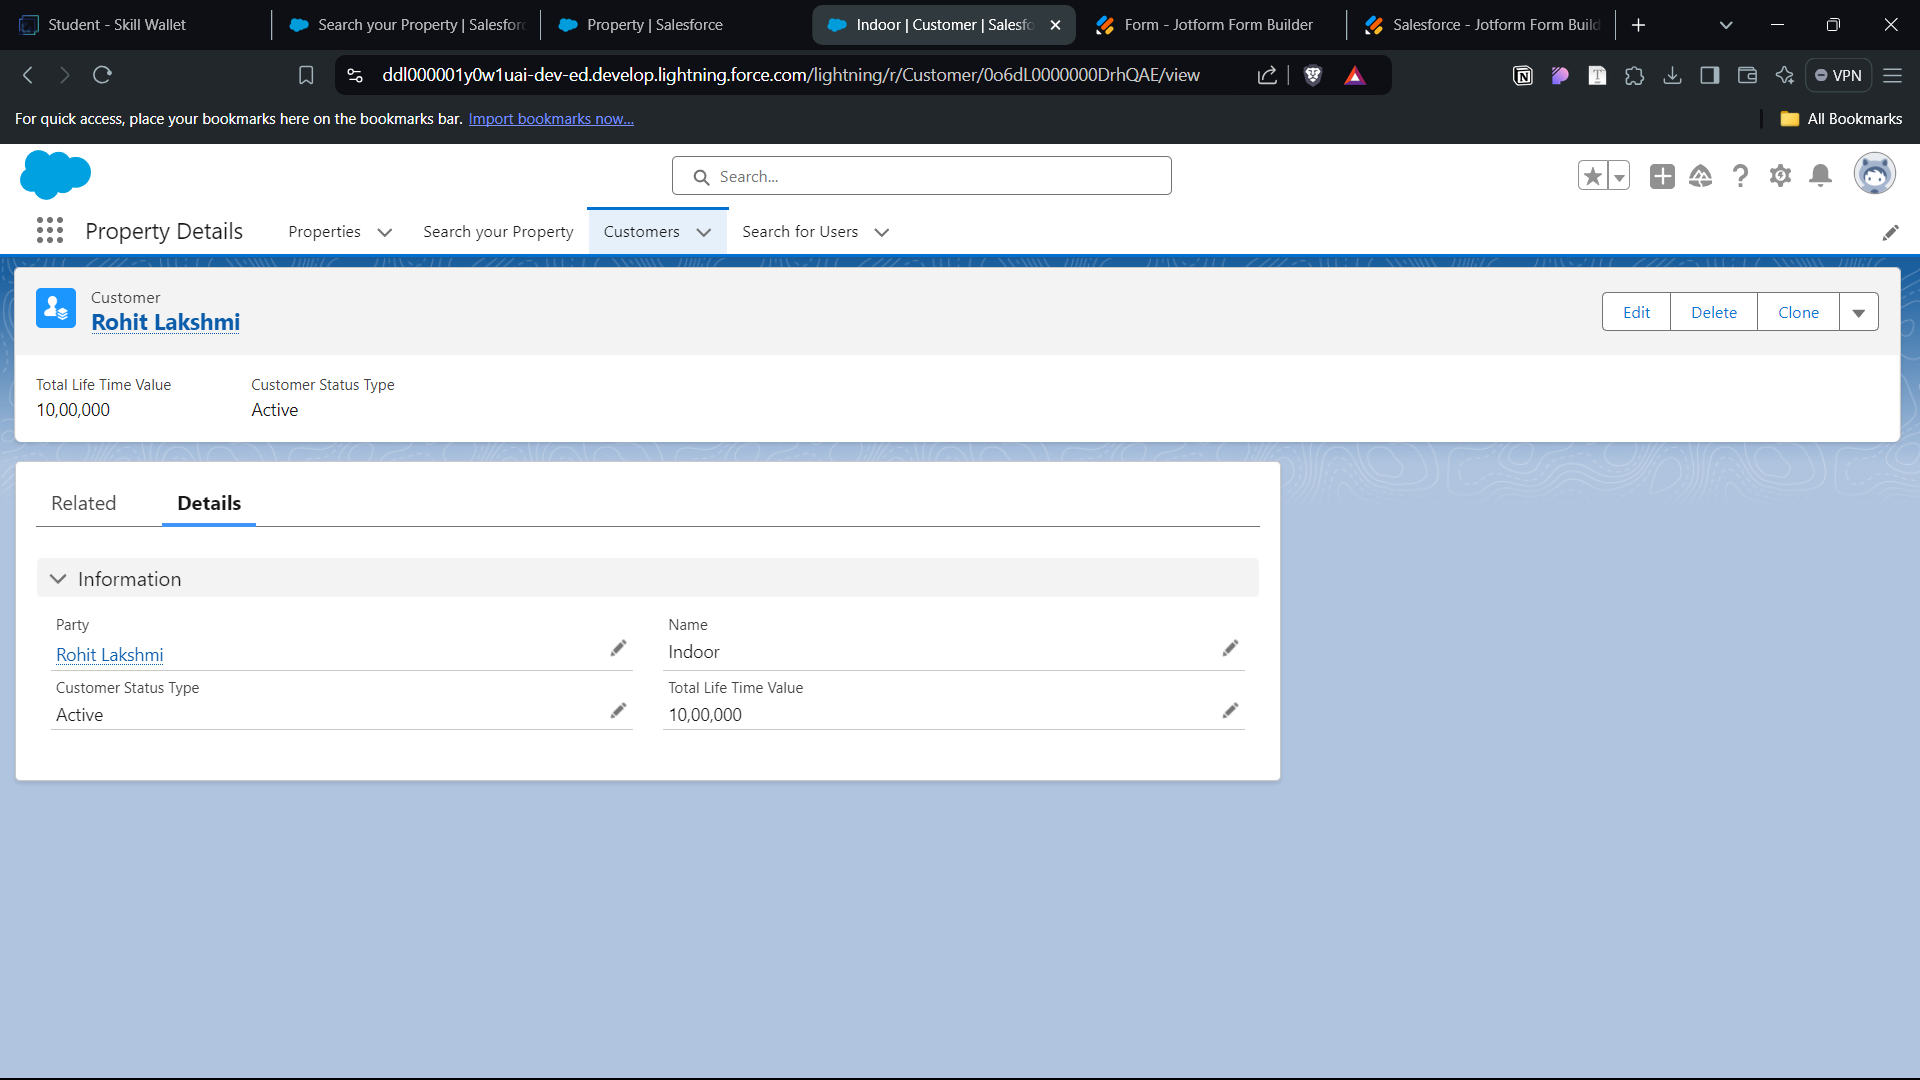 Student - Skill Wallet
Search your Property | Salesforc
Property | Salesforce
Indoor | Customer | Salesfo
Form - Jotform Form Builder
Salesforce - Jotform Form Build
ddl000001y0w1uai-dev-ed.develop.lightning.force.com/lightning/r/Customer/0o6dL0000000DrhQAE/view
VPN
For quick access, place your bookmarks here on the bookmarks bar. Import bookmarks now...
All Bookmarks
Search...
Property Details
Properties
Search your Property
Customers
Search for Users
Customer
Rohit Lakshmi
Edit
Delete
Clone
Total Life Time Value
Customer Status Type
10,00,000
Active
Related
Details
Information
Party
Name
Rohit Lakshmi
Indoor
Customer Status Type
Total Life Time Value
Active
10,00,000